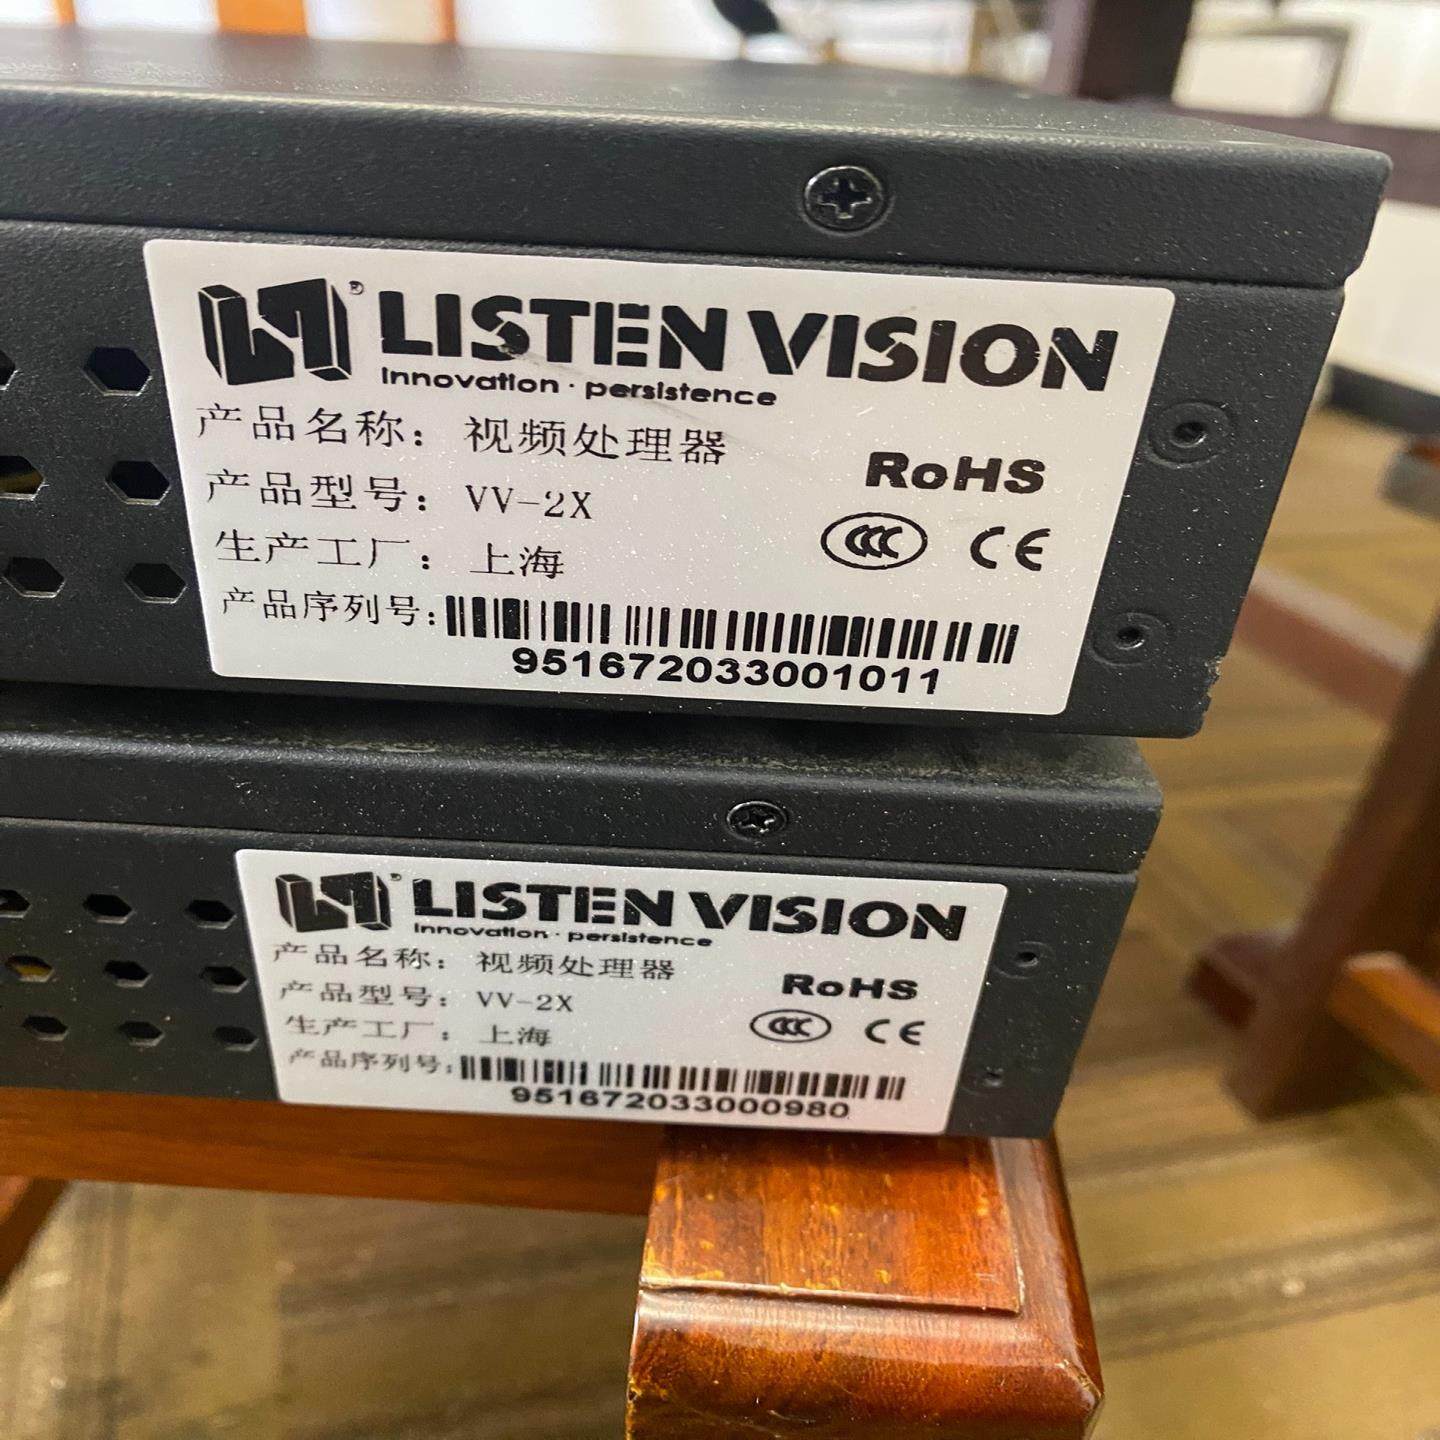 ® LISTEN VISION
Innovation · persistence
产品名称：视频处理器
产品型号：VV-2X
生产工厂：上海
RoHS
CCC CE
产品序列号：
951672033001011
® LISTEN VISION
Innovation · persistence
产品名称：视频处理器
产品型号：VV-2X
生产工厂：上海
RoHS
CCC CE
产品序列号：
951672033000980